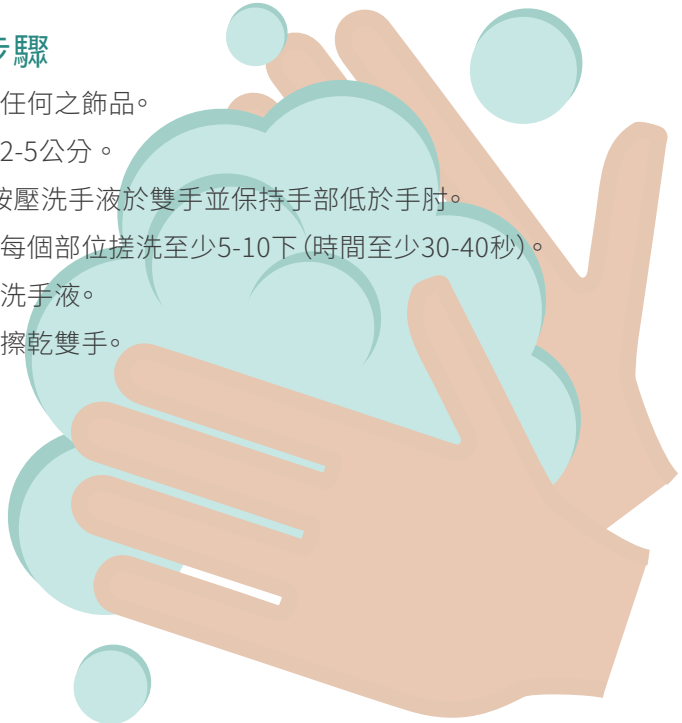 步驟
任何之飾品。
2-5公分。
按壓洗手液於雙手並保持手部低於手肘。
每個部位搓洗至少5-10下(時間至少30-40秒)。
洗手液。
擦乾雙手。